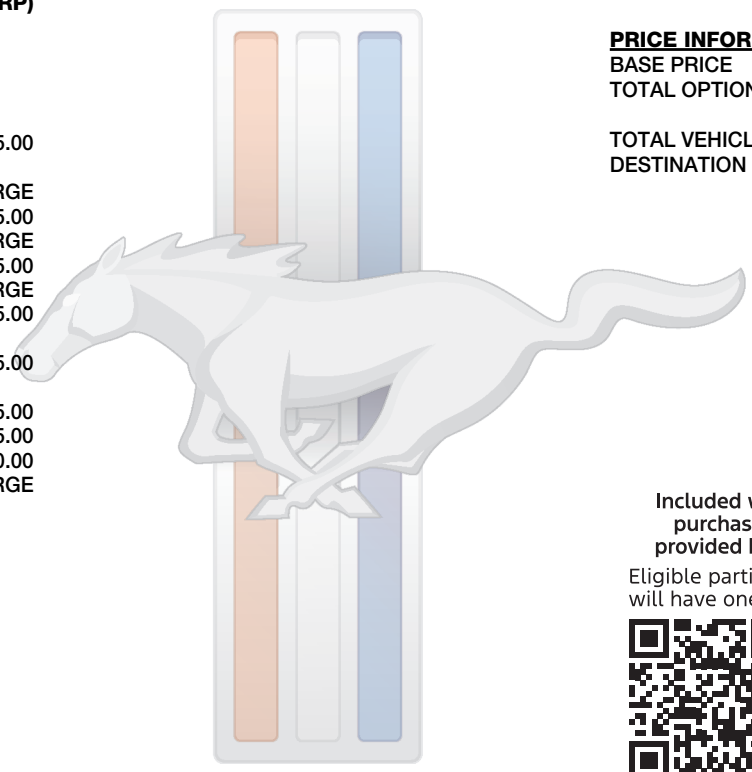 RP)
5.00
RGE
5.00
RGE
5.00
RGE
5.00
5.00
5.00
5.00
0.00
RGE
PRICE INFOR
BASE PRICE
TOTAL OPTION
TOTAL VEHICL
DESTINATION
Included
purchas
provided
Eligible parti
will have one